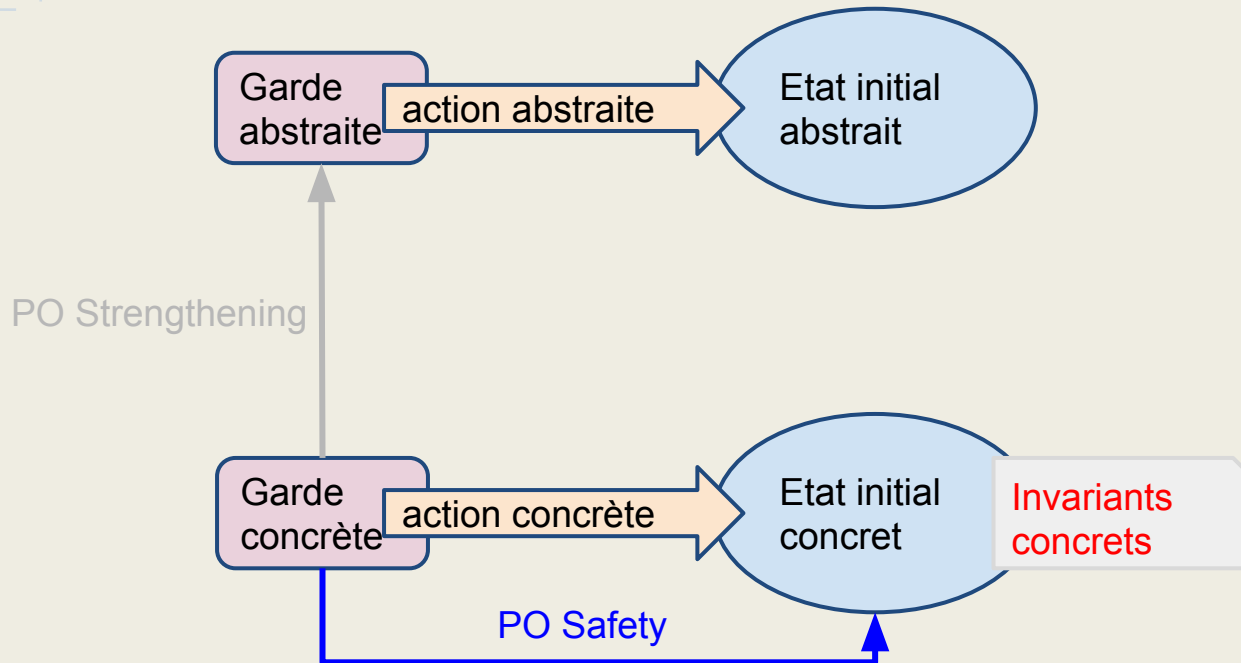 Garde
abstraite
action abstraite
Etat initial
abstrait
PO Strengthening
Garde
concrète
action concrète
Etat initial
concret
Invariants
concrets
PO Safety